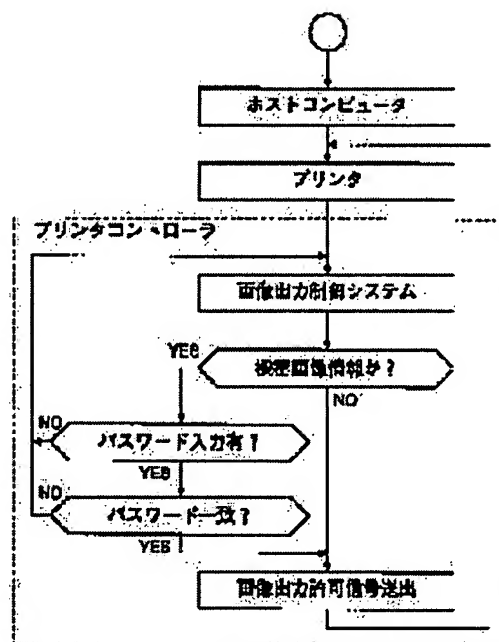 ホストコンピュータ
プリンタ
プリンタコントローラ
画像出力制御システム
機密画像情報か?
YES
NO
パスワード入力有?
NO
YES
パスワード一致?
NO
YES
画像出力許可信号送出